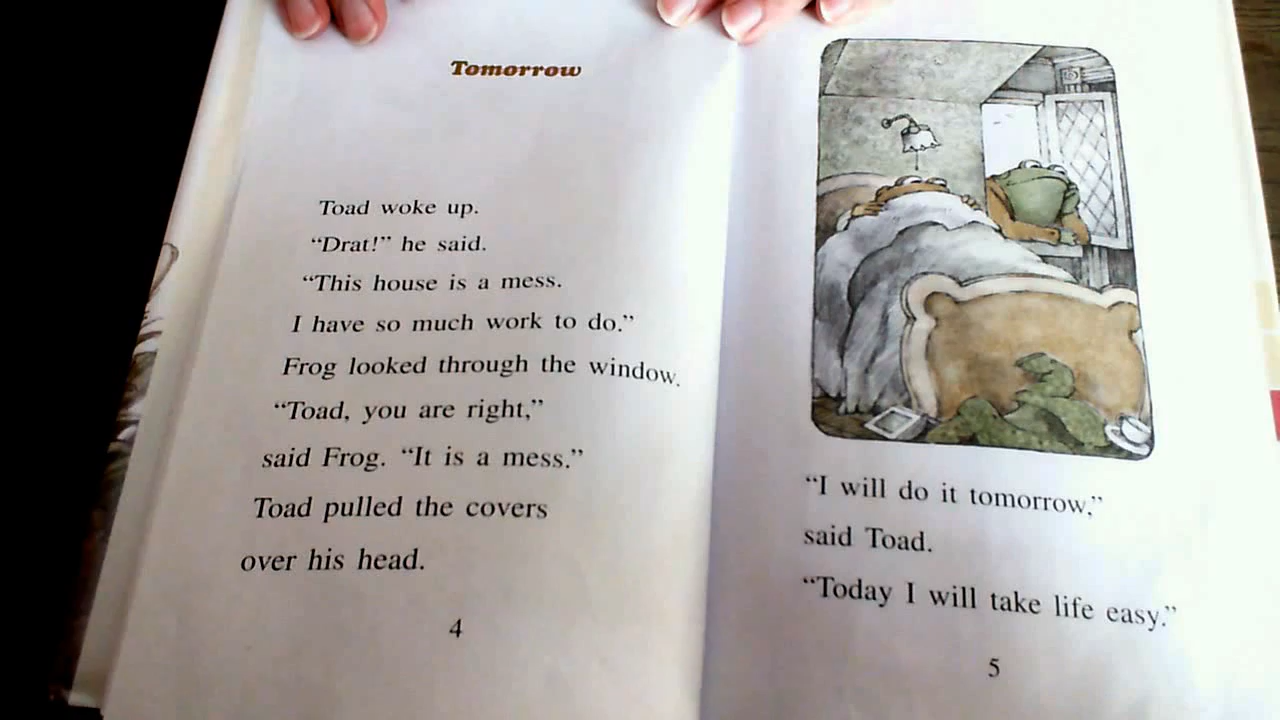 Tomorrow
Toad woke up.
“Drat!” he said.
“This house is a mess.
I have so much work to do.”
Frog looked through the window.
“Toad, you are right,”
said Frog. “It is a mess.”
Toad pulled the covers
over his head.
4
“I will do it tomorrow,”
said Toad.
“Today I will take life easy.”
5